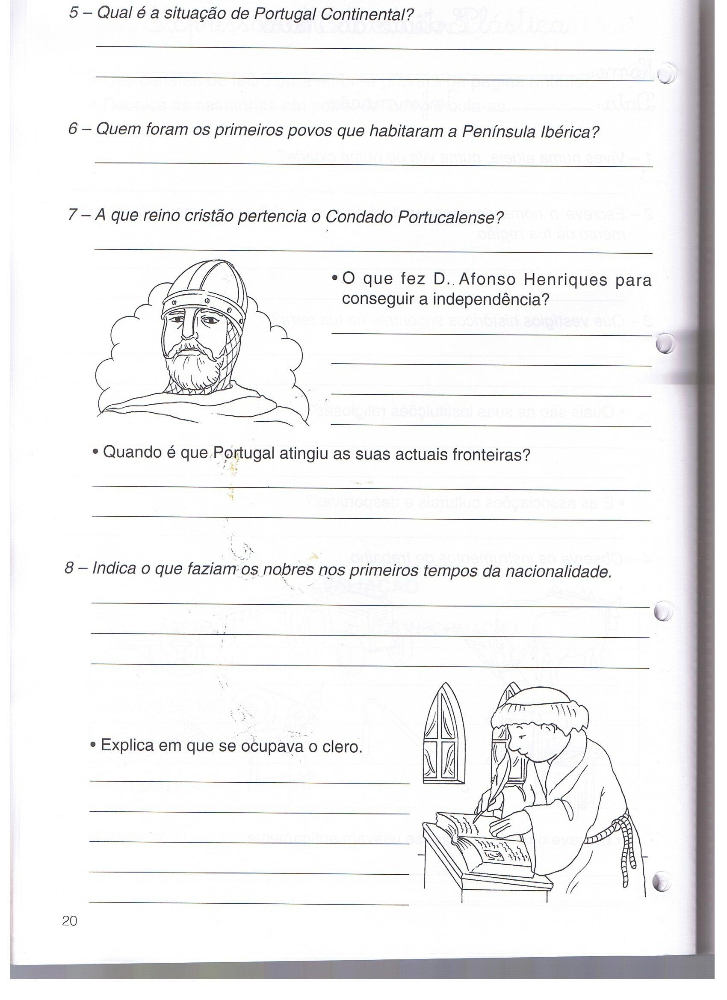 5 – Qual é a situação de Portugal Continental?
6 – Quem foram os primeiros povos que habitaram a Península Ibérica?
7 – A que reino cristão pertencia o Condado Portucalense?
• O que fez D. Afonso Henriques para
conseguir a independência?
• Quando é que Portugal atingiu as suas actuais fronteiras?
8 – Indica o que faziam os nobres nos primeiros tempos da nacionalidade.
• Explica em que se ocupava o clero.
20